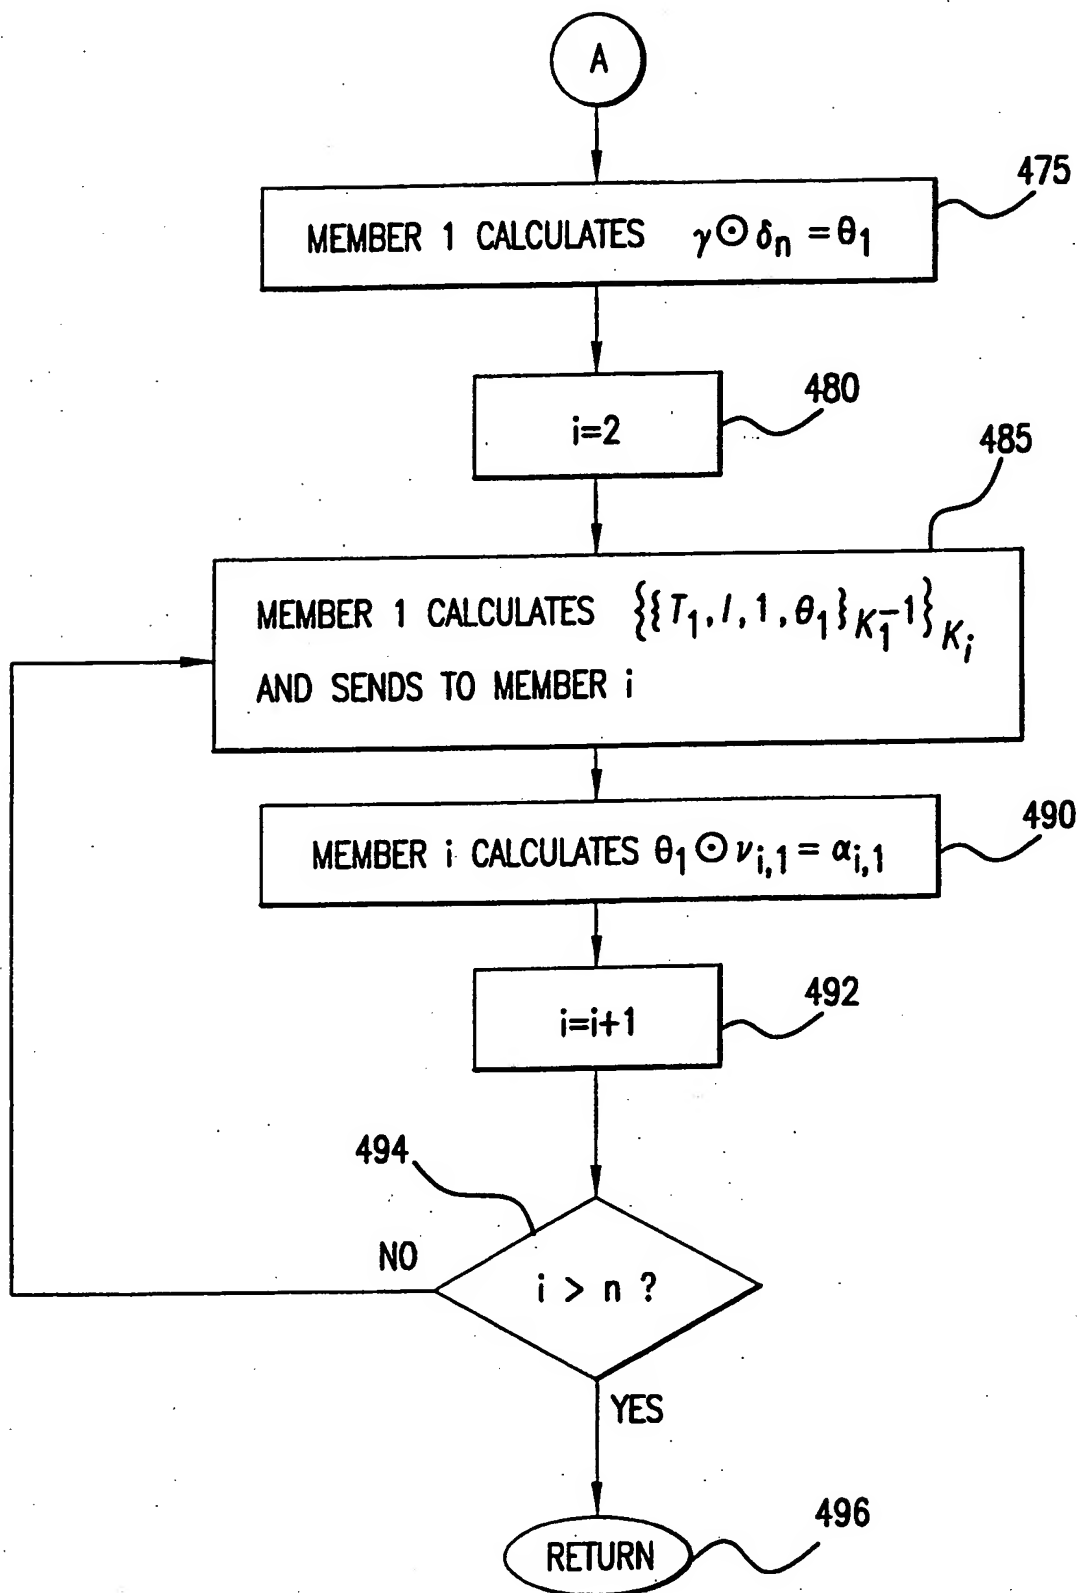 A
475
MEMBER 1 CALCULATES γ⊙δₙ=θ₁
480
i=2
485
MEMBER 1 CALCULATES {{T₁, I, 1, θ₁}K₁⁻¹}Kᵢ
AND SENDS TO MEMBER i
490
MEMBER i CALCULATES θ₁⊙νᵢ,₁=αᵢ,₁
492
i=i+1
494
NO
i > n ?
YES
496
RETURN